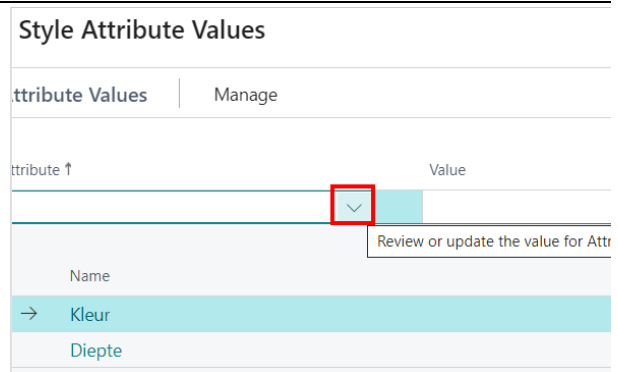 Style Attribute Values
ttribute Values Manage
ttribute ↑ Value
Review or update the value for Attr
Name
→ Kleur
Diepte